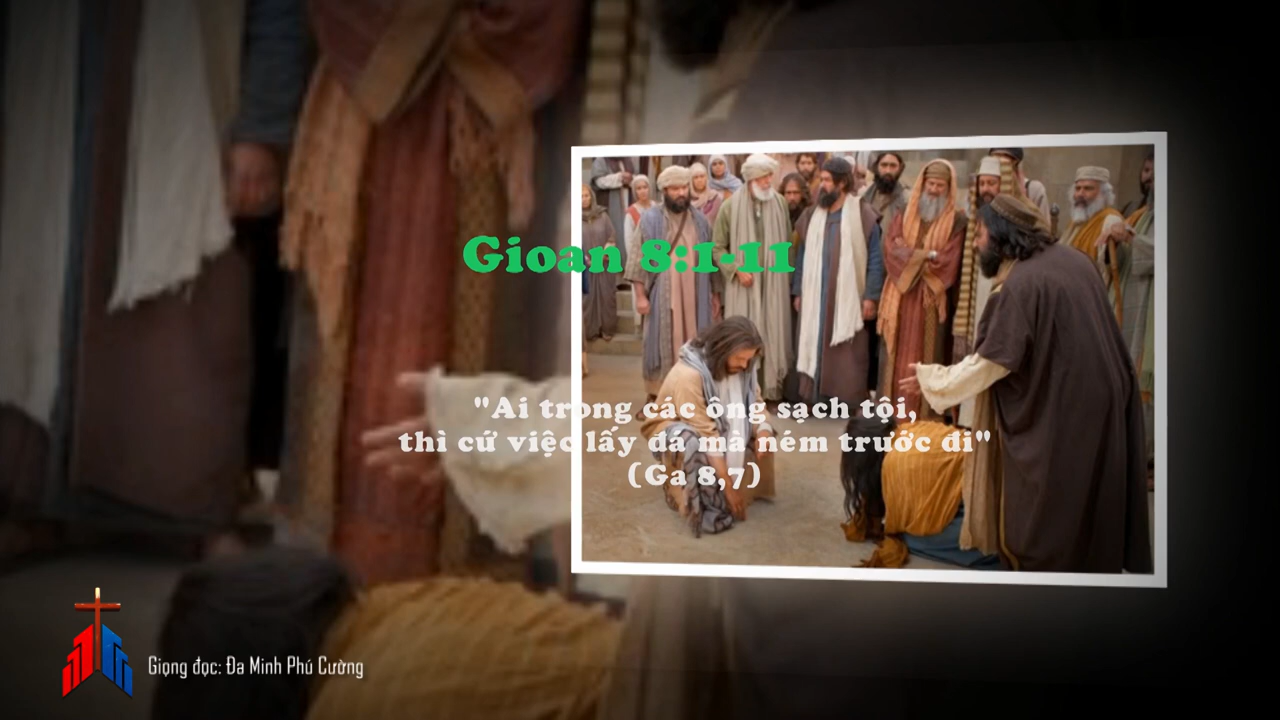 Gioan 8:1-11
"Ai trong các ông sạch tội,
thì cứ việc lấy đá mà ném trước đi"
(Ga 8,7)
Giọng đọc: Đa Minh Phú Cường